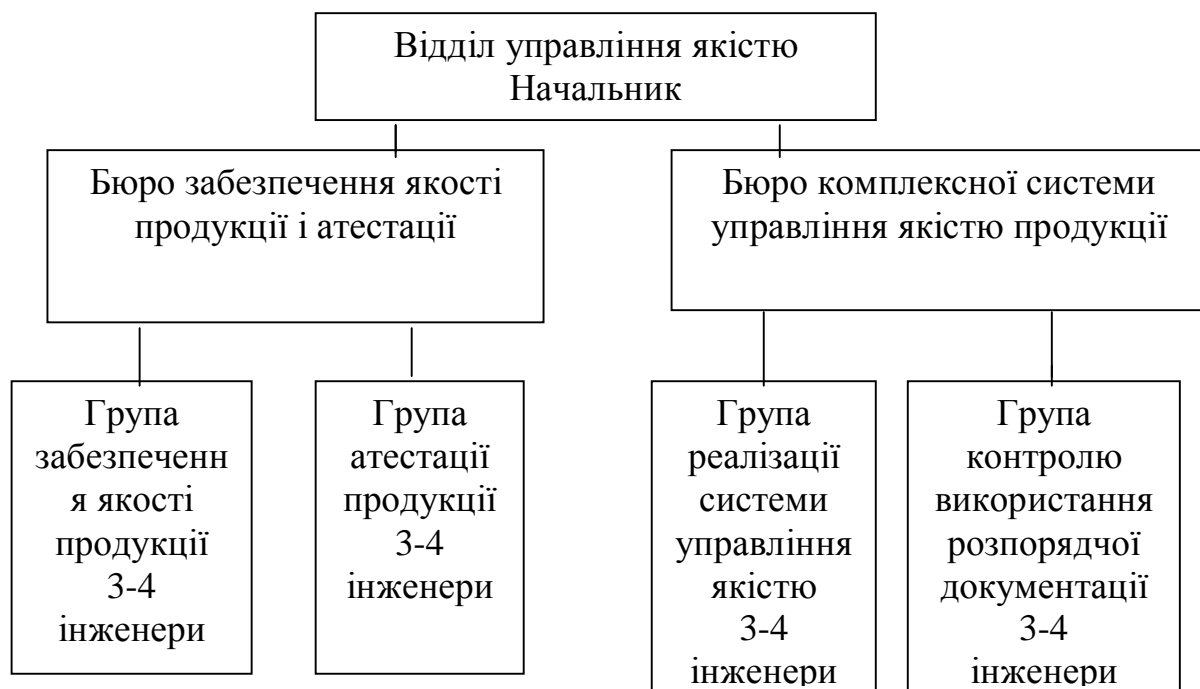 Відділ управління якістю
Начальник
Бюро забезпечення якості
продукції і атестації
Бюро комплексної системи
управління якістю продукції
Група
забезпеченн
я якості
продукції
3-4
інженери
Група
атестації
продукції
3-4
інженери
Група
реалізації
системи
управління
якістю
3-4
інженери
Група
контролю
використання
розпорядчої
документації
3-4
інженери